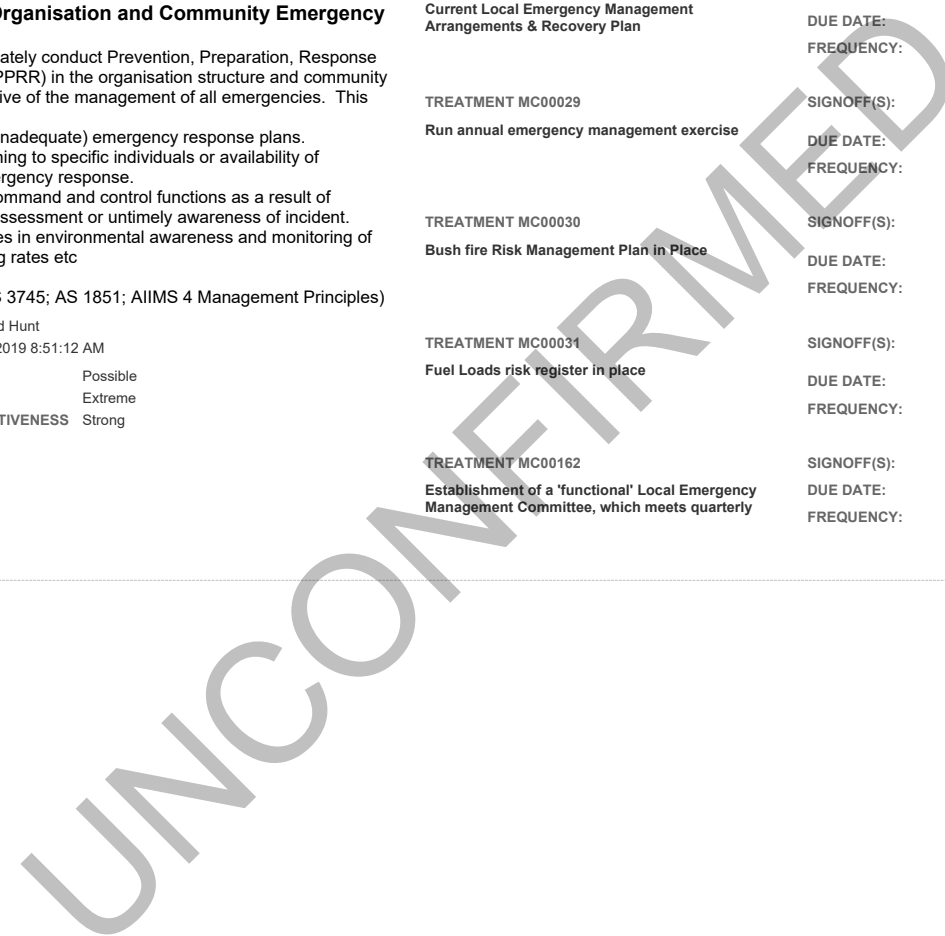 Organisation and Community Emergency
ately conduct Prevention, Preparation, Response
PPRR) in the organisation structure and community
ive of the management of all emergencies. This
nadequate) emergency response plans.
ning to specific individuals or availability of
ergency response.
ommand and control functions as a result of
ssessment or untimely awareness of incident.
es in environmental awareness and monitoring of
g rates etc
S 3745; AS 1851; AIIMS 4 Management Principles)
d Hunt
2019 8:51:12 AM
Possible
Extreme
TIVENESS Strong
Current Local Emergency Management
Arrangements & Recovery Plan
DUE DATE:
FREQUENCY:
TREATMENT MC00029
SIGNOFF(S):
Run annual emergency management exercise
DUE DATE:
FREQUENCY:
TREATMENT MC00030
SIGNOFF(S):
Bush fire Risk Management Plan in Place
DUE DATE:
FREQUENCY:
TREATMENT MC00031
SIGNOFF(S):
Fuel Loads risk register in place
DUE DATE:
FREQUENCY:
TREATMENT MC00162
SIGNOFF(S):
Establishment of a 'functional' Local Emergency
Management Committee, which meets quarterly
DUE DATE:
FREQUENCY:
UNCONFIRMED